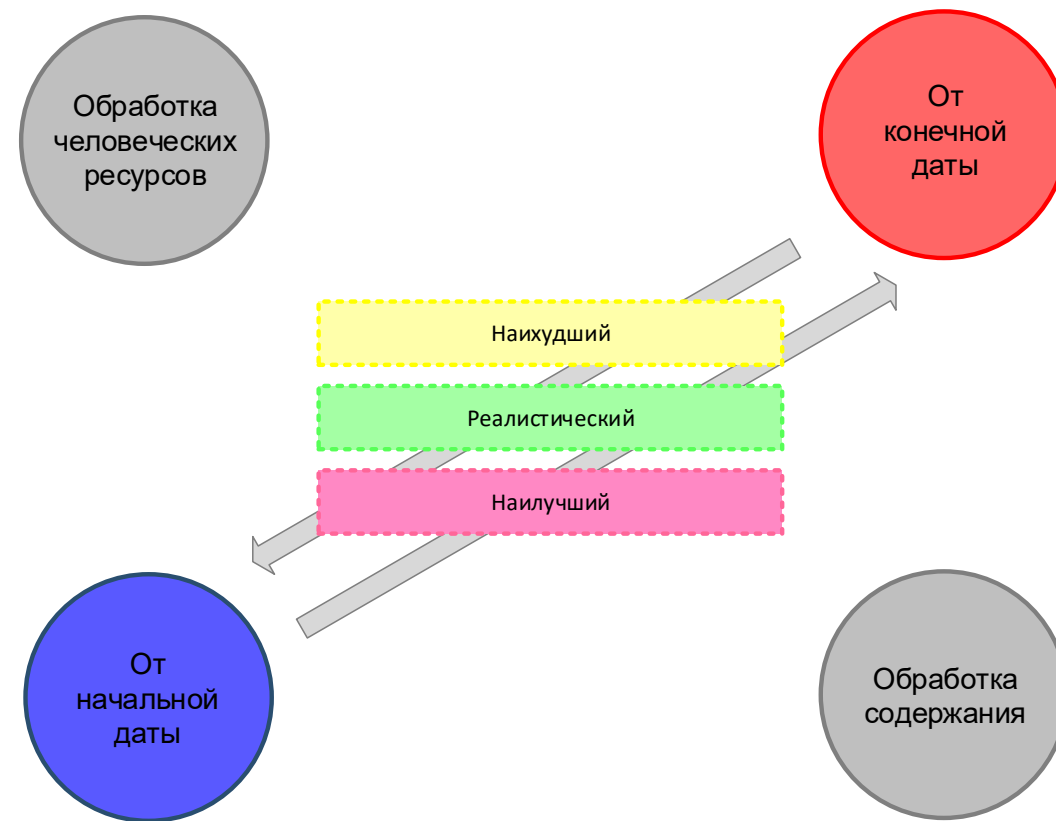 Обработка
человеческих
ресурсов
От
конечной
даты
Наихудший
Реалистический
Наилучший
От
начальной
даты
Обработка
содержания